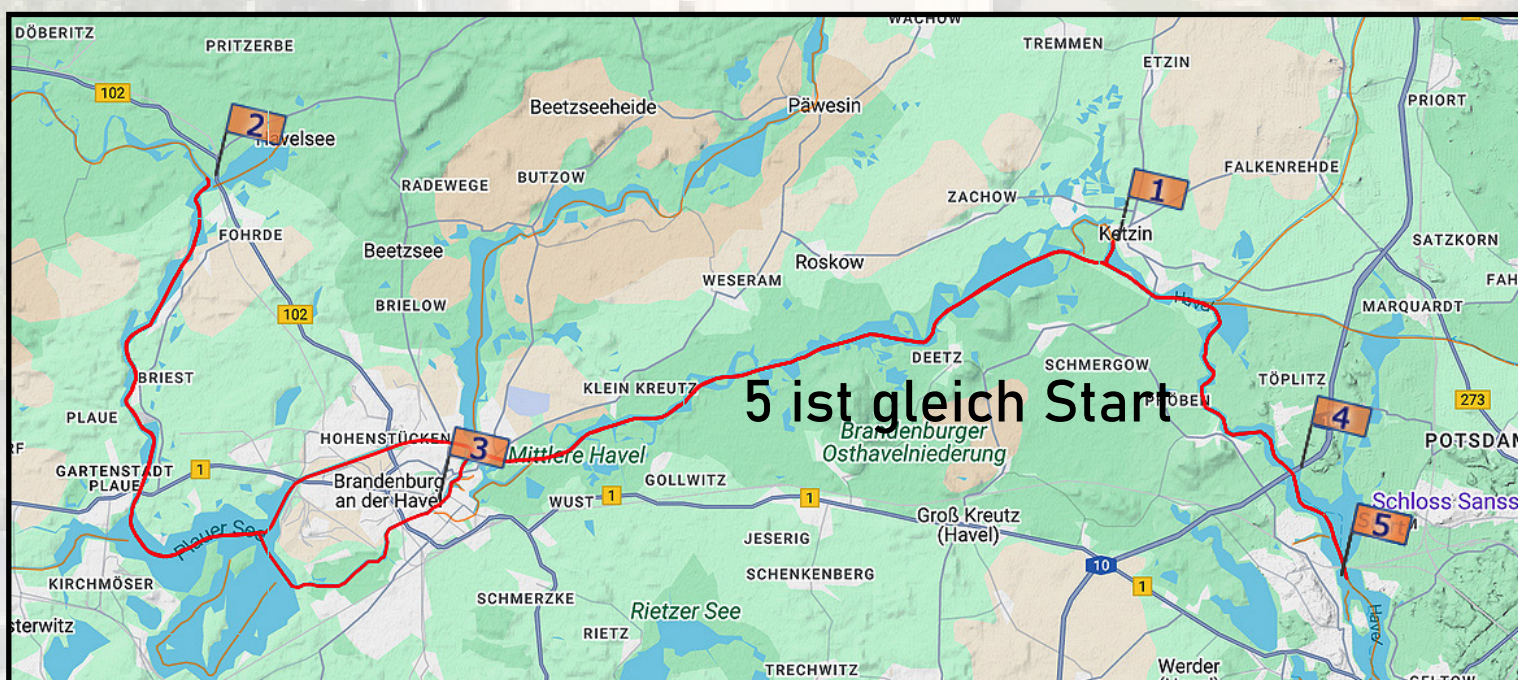 DÖBERITZ
PRITZERBE
WACHOW
TREMMEN
ETZIN
102
PRIORT
Beetzseeheide
Päwesin
2
Havelsee
FALKENREHDE
RADEWEGE
BUTZOW
ZACHOW
1
FOHRDE
Ketzin
SATZKORN
Beetzsee
Roskow
WESERAM
FAH
BRIELOW
Havel
MARQUARDT
102
DEETZ
SCHMERGOW
BRIEST
KLEIN KREUTZ
TÖPLITZ
5 ist gleich Start
273
PLAUE
4
HOHENSTÜCKEN
3
Brandenburger
Osthavelniederung
POTSDAM
Mittlere Havel
GARTENSTADT
PLAUE
1
Brandenburg
an der Havel
GOLLWITZ
WUST
1
1
Schloss Sanss
Groß Kreutz
(Havel)
5
Plauer See
JESERIG
10
KIRCHMÖSER
SCHENKENBERG
1
SCHMERZKE
Rietzer See
Havel
sterwitz
RIETZ
TRECHWITZ
Werder
(Havel)
GELTOW